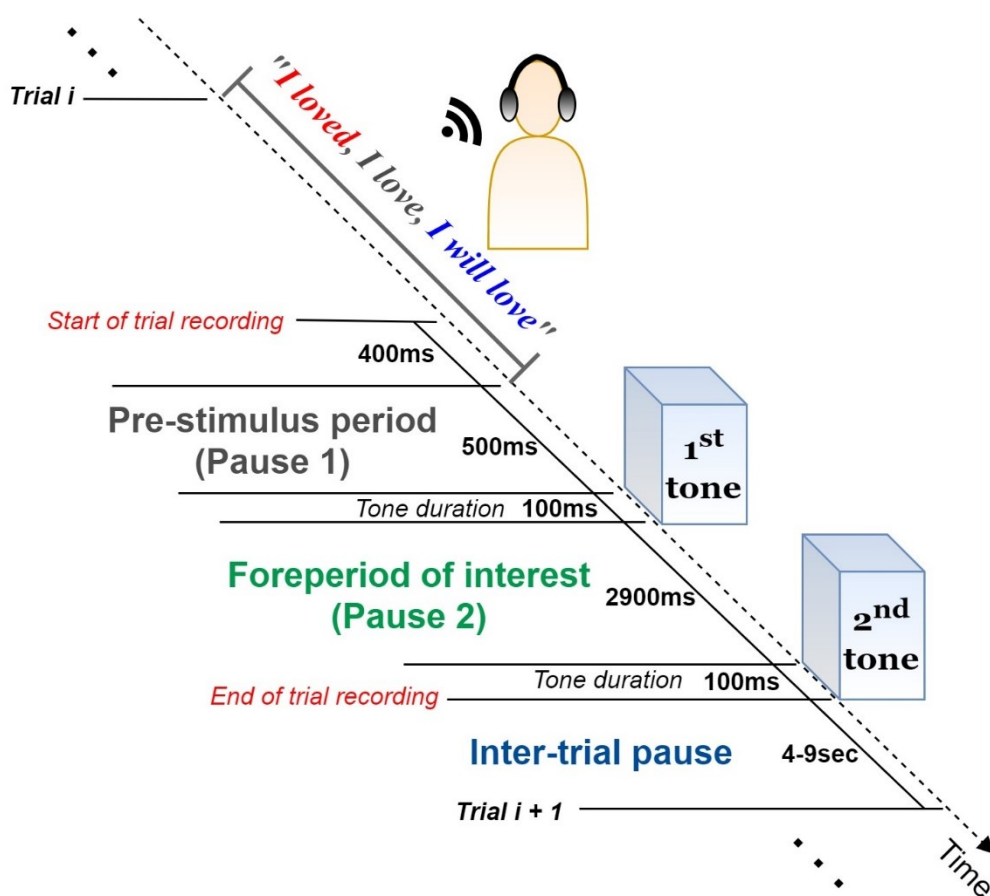 Trial i
"I loved, I love, I will love"
Start of trial recording
400ms
Pre-stimulus period
(Pause 1)
500ms
1st
tone
Tone duration 100ms
Foreperiod of interest
(Pause 2)
2900ms
2nd
tone
Tone duration 100ms
End of trial recording
Inter-trial pause
4-9sec
Trial i + 1
Time